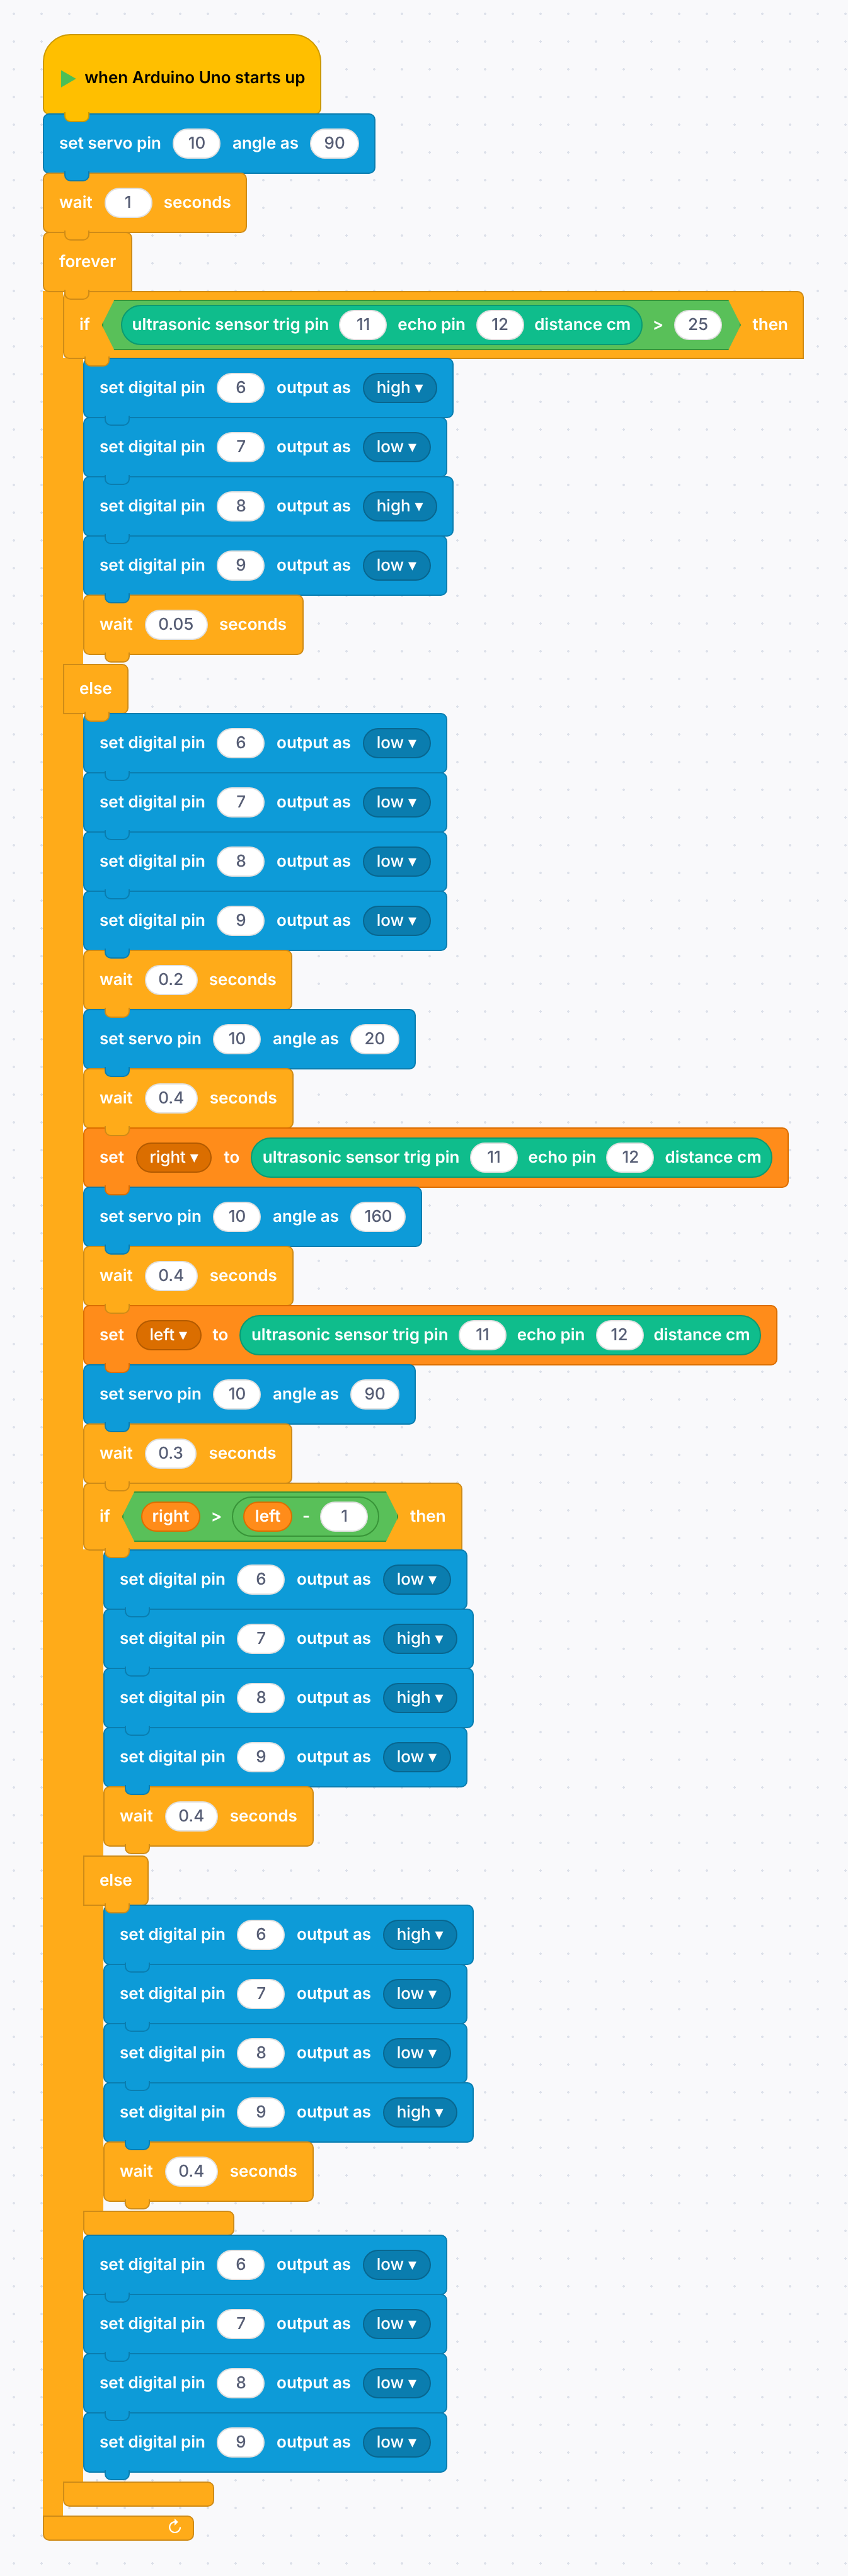 when Arduino Uno starts up
set servo pin 10 angle as 90
wait 1 seconds
forever
if ultrasonic sensor trig pin 11 echo pin 12 distance cm > 25 then
set digital pin 6 output as high ▾
set digital pin 7 output as low ▾
set digital pin 8 output as high ▾
set digital pin 9 output as low ▾
wait 0.05 seconds
else
set digital pin 6 output as low ▾
set digital pin 7 output as low ▾
set digital pin 8 output as low ▾
set digital pin 9 output as low ▾
wait 0.2 seconds
set servo pin 10 angle as 20
wait 0.4 seconds
set right ▾ to ultrasonic sensor trig pin 11 echo pin 12 distance cm
set servo pin 10 angle as 160
wait 0.4 seconds
set left ▾ to ultrasonic sensor trig pin 11 echo pin 12 distance cm
set servo pin 10 angle as 90
wait 0.3 seconds
if right > left - 1 then
set digital pin 6 output as low ▾
set digital pin 7 output as high ▾
set digital pin 8 output as high ▾
set digital pin 9 output as low ▾
wait 0.4 seconds
else
set digital pin 6 output as high ▾
set digital pin 7 output as low ▾
set digital pin 8 output as low ▾
set digital pin 9 output as high ▾
wait 0.4 seconds
set digital pin 6 output as low ▾
set digital pin 7 output as low ▾
set digital pin 8 output as low ▾
set digital pin 9 output as low ▾